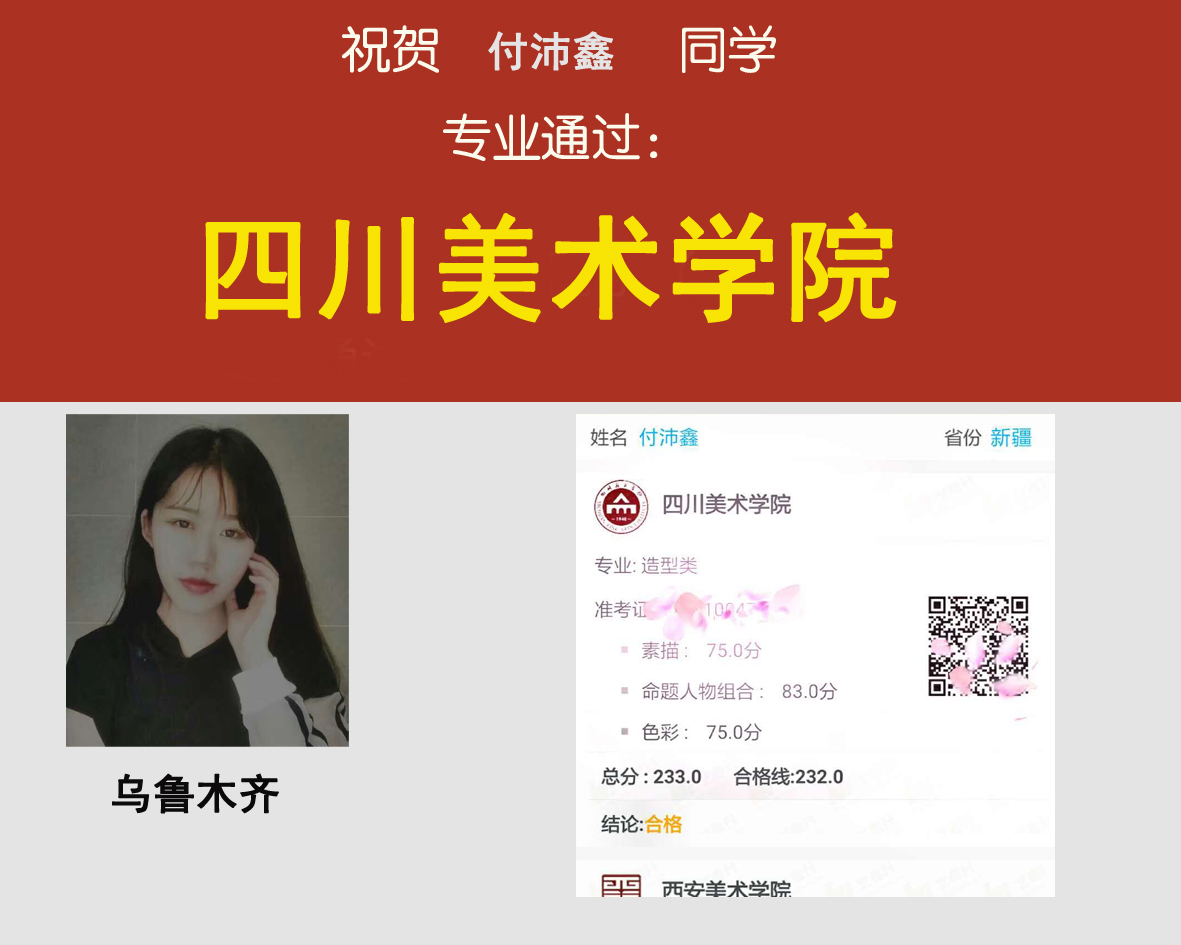 祝贺 付沛鑫 同学
专业通过:
四川美术学院
姓名 付沛鑫 省份 新疆
四川美术学院
专业: 造型类
准考证
素描: 75.0分
命题人物组合: 83.0分
色彩: 75.0分
总分: 233.0 合格线:232.0
结论:合格
西安美术学院
乌鲁木齐